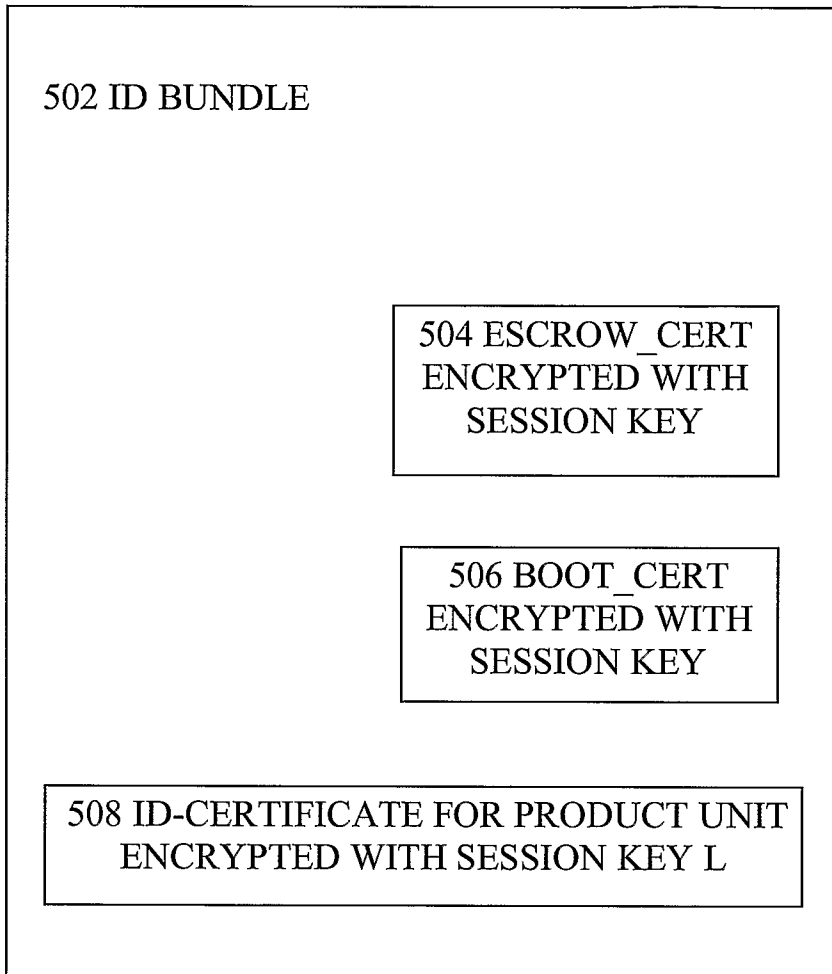 502 ID BUNDLE
504 ESCROW_CERT
ENCRYPTED WITH
SESSION KEY
506 BOOT_CERT
ENCRYPTED WITH
SESSION KEY
508 ID-CERTIFICATE FOR PRODUCT UNIT
ENCRYPTED WITH SESSION KEY L